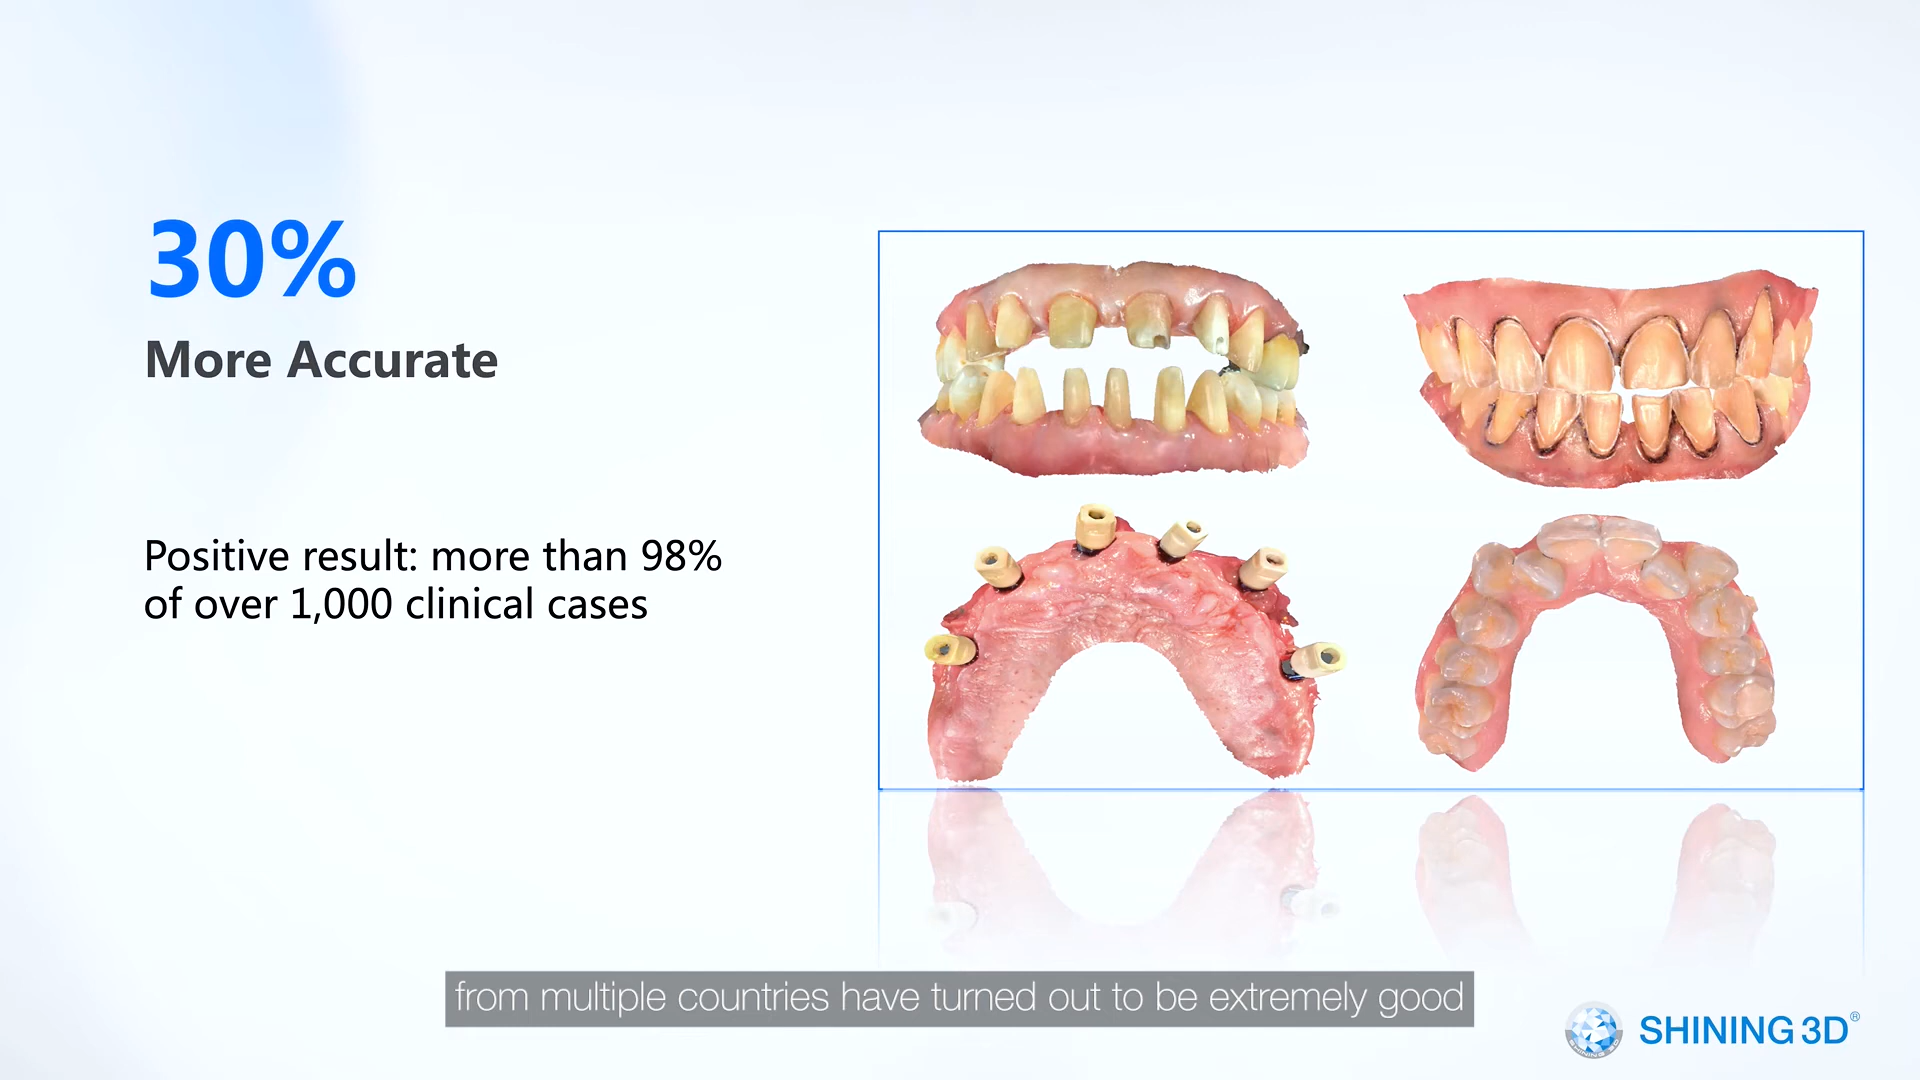 30%
More Accurate
Positive result: more than 98%
of over 1,000 clinical cases
from multiple countries have turned out to be extremely good
SHINING 3D®